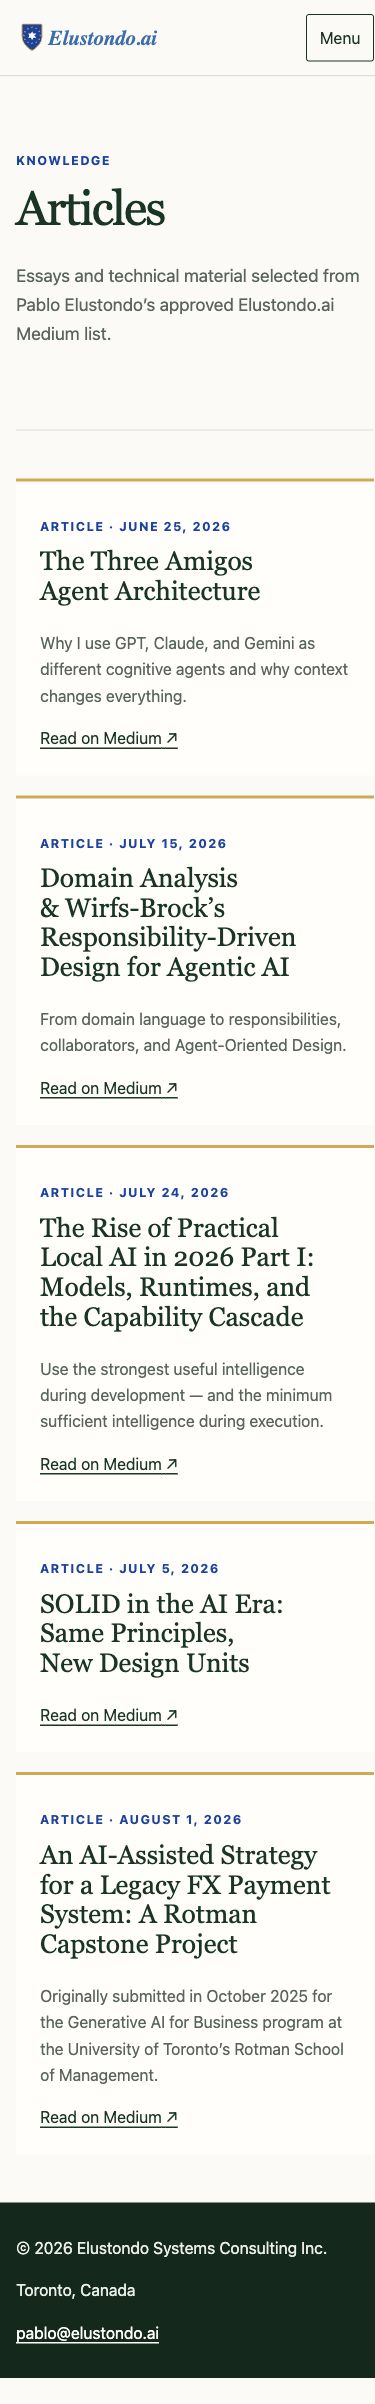 Elustondo.ai
Menu
KNOWLEDGE
Articles
Essays and technical material selected from
Pablo Elustondo’s approved Elustondo.ai
Medium list.
ARTICLE · JUNE 25, 2026
The Three Amigos
Agent Architecture
Why I use GPT, Claude, and Gemini as
different cognitive agents and why context
changes everything.
Read on Medium ↗
ARTICLE · JULY 15, 2026
Domain Analysis
& Wirfs-Brock’s
Responsibility-Driven
Design for Agentic AI
From domain language to responsibilities,
collaborators, and Agent-Oriented Design.
Read on Medium ↗
ARTICLE · JULY 24, 2026
The Rise of Practical
Local AI in 2026 Part I:
Models, Runtimes, and
the Capability Cascade
Use the strongest useful intelligence
during development — and the minimum
sufficient intelligence during execution.
Read on Medium ↗
ARTICLE · JULY 5, 2026
SOLID in the AI Era:
Same Principles,
New Design Units
Read on Medium ↗
ARTICLE · AUGUST 1, 2026
An AI-Assisted Strategy
for a Legacy FX Payment
System: A Rotman
Capstone Project
Originally submitted in October 2025 for
the Generative AI for Business program at
the University of Toronto’s Rotman School
of Management.
Read on Medium ↗
© 2026 Elustondo Systems Consulting Inc.
Toronto, Canada
pablo@elustondo.ai